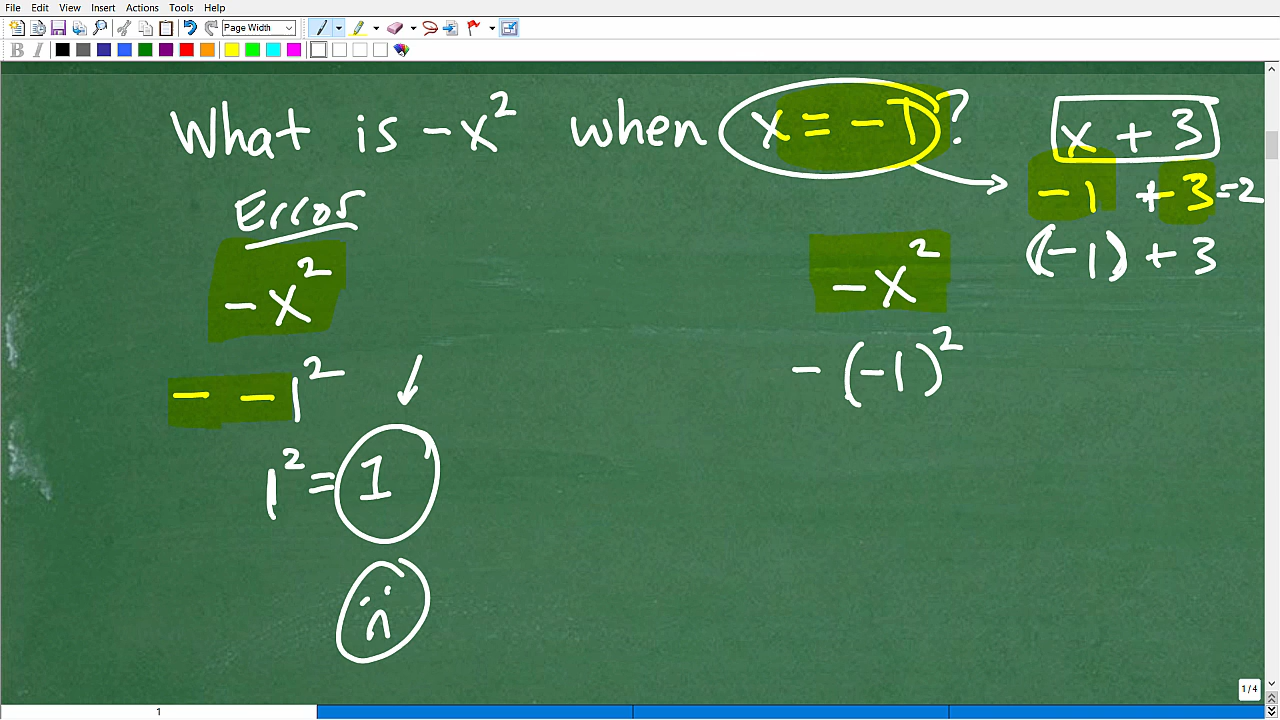 File Edit View Insert Actions Tools Help
Page Width
B I
What is -x² when x = -1?
x + 3
-1 + 3 = 2
(-1) + 3
Error
-x²
- -1²
1² = 1
-x²
-(-1)²
1/4
1